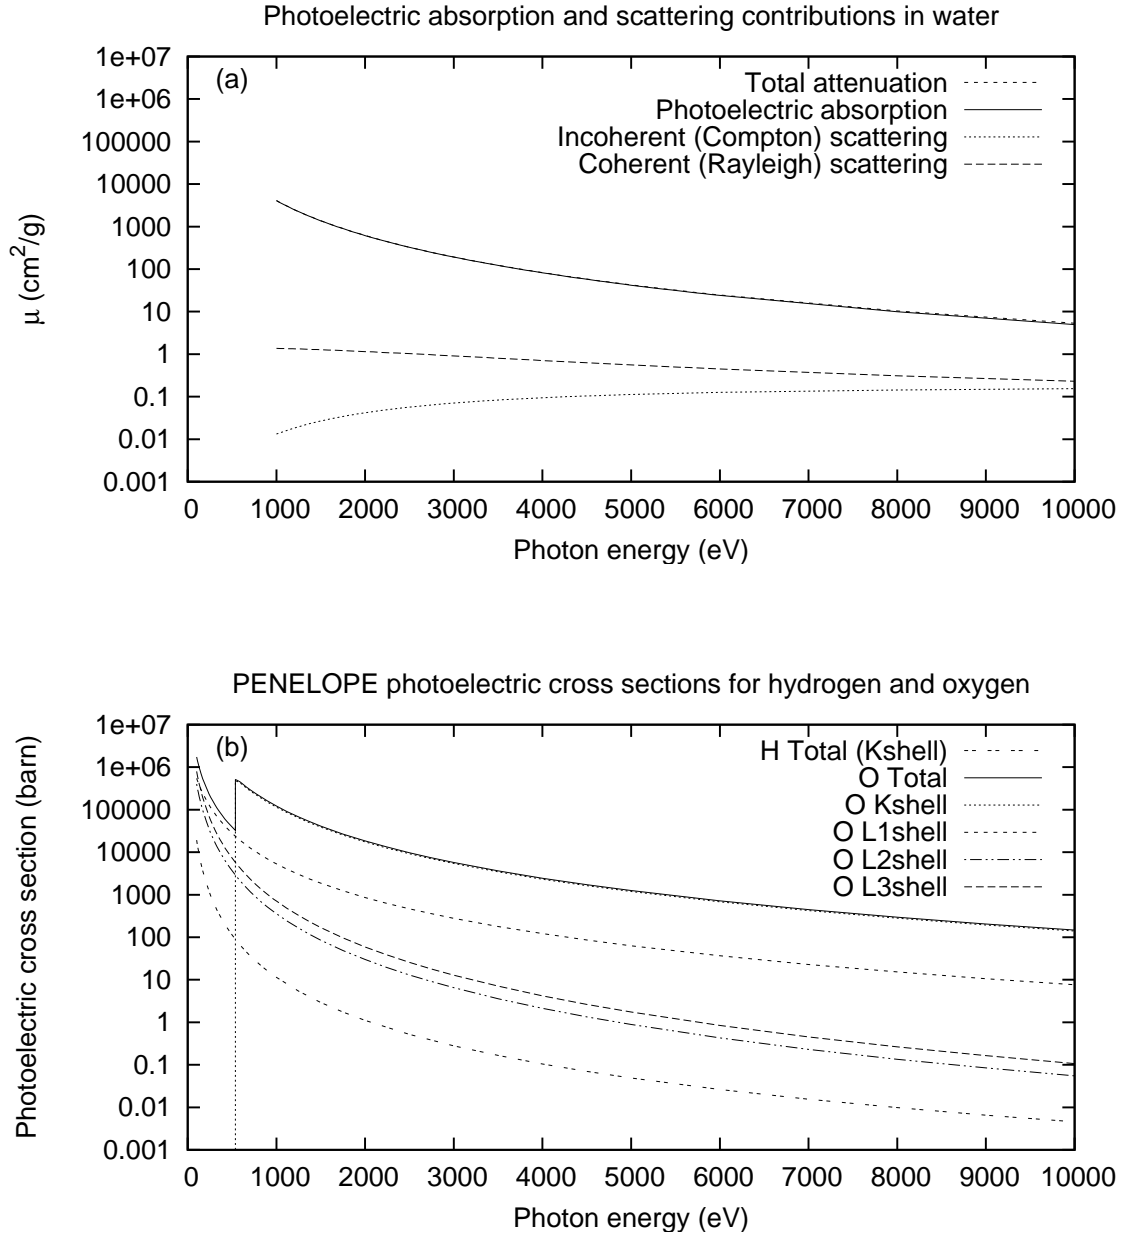 Photoelectric absorption and scattering contributions in water
(a)
Total attenuation
Photoelectric absorption
Incoherent (Compton) scattering
Coherent (Rayleigh) scattering
1e+07
1e+06
100000
10000
1000
100
10
1
0.1
0.01
0.001
μ (cm²/g)
0 1000 2000 3000 4000 5000 6000 7000 8000 9000 10000
Photon energy (eV)
PENELOPE photoelectric cross sections for hydrogen and oxygen
(b)
H Total (Kshell)
O Total
O Kshell
O L1shell
O L2shell
O L3shell
1e+07
1e+06
100000
10000
1000
100
10
1
0.1
0.01
0.001
Photoelectric cross section (barn)
0 1000 2000 3000 4000 5000 6000 7000 8000 9000 10000
Photon energy (eV)